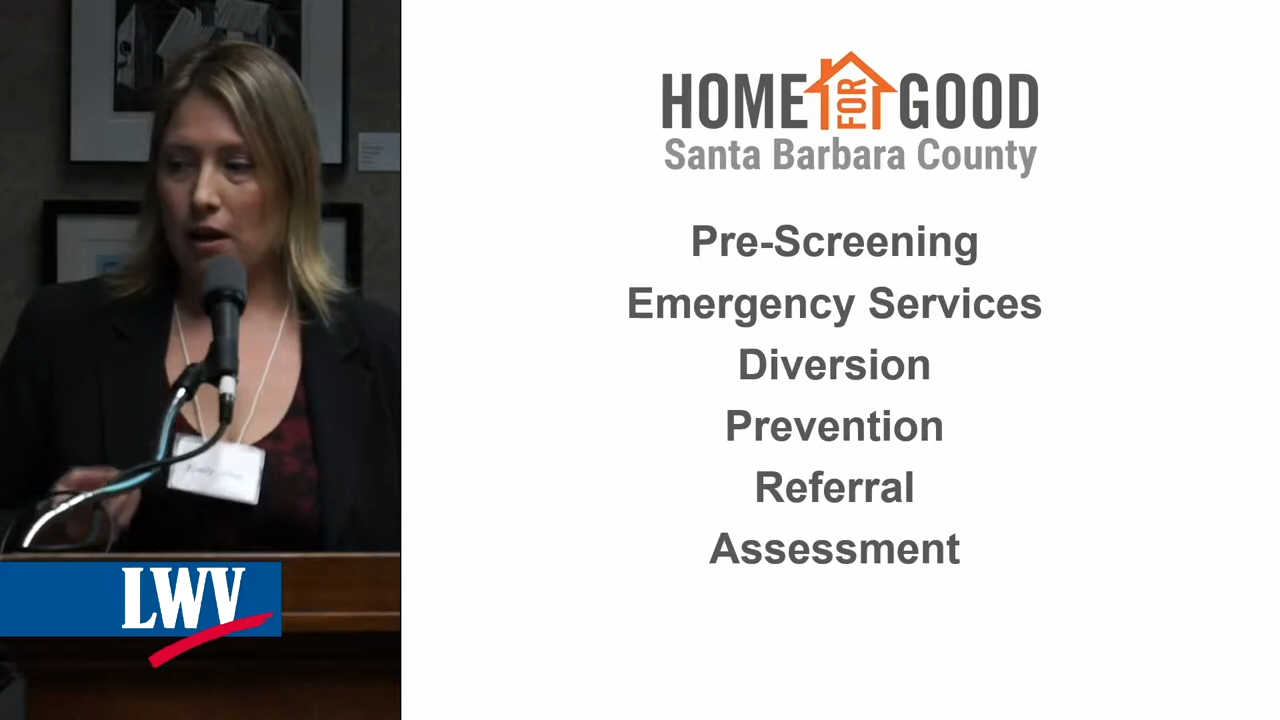 HOME FOR GOOD
Santa Barbara County
Pre-Screening
Emergency Services
Diversion
Prevention
Referral
Assessment
LWV